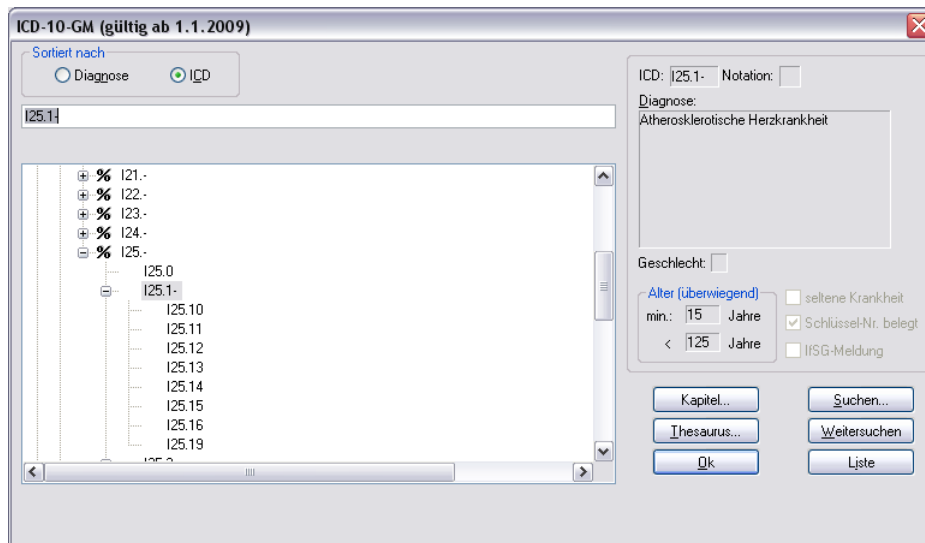 ICD-10-GM (gültig ab 1.1.2009)
Sortiert nach
Diagnose ICD
I25.1-
% I21.-
% I22.-
% I23.-
% I24.-
% I25.-
I25.0
I25.1-
I25.10
I25.11
I25.12
I25.13
I25.14
I25.15
I25.16
I25.19
ICD: I25.1- Notation:
Diagnose:
Atherosklerotische Herzkrankheit
Geschlecht:
Alter (überwiegend)
min.: 15 Jahre
< 125 Jahre
seltene Krankheit
Schlüssel-Nr. belegt
IfSG-Meldung
Kapitel... Suchen...
Thesaurus... Weitersuchen
Ok Liste